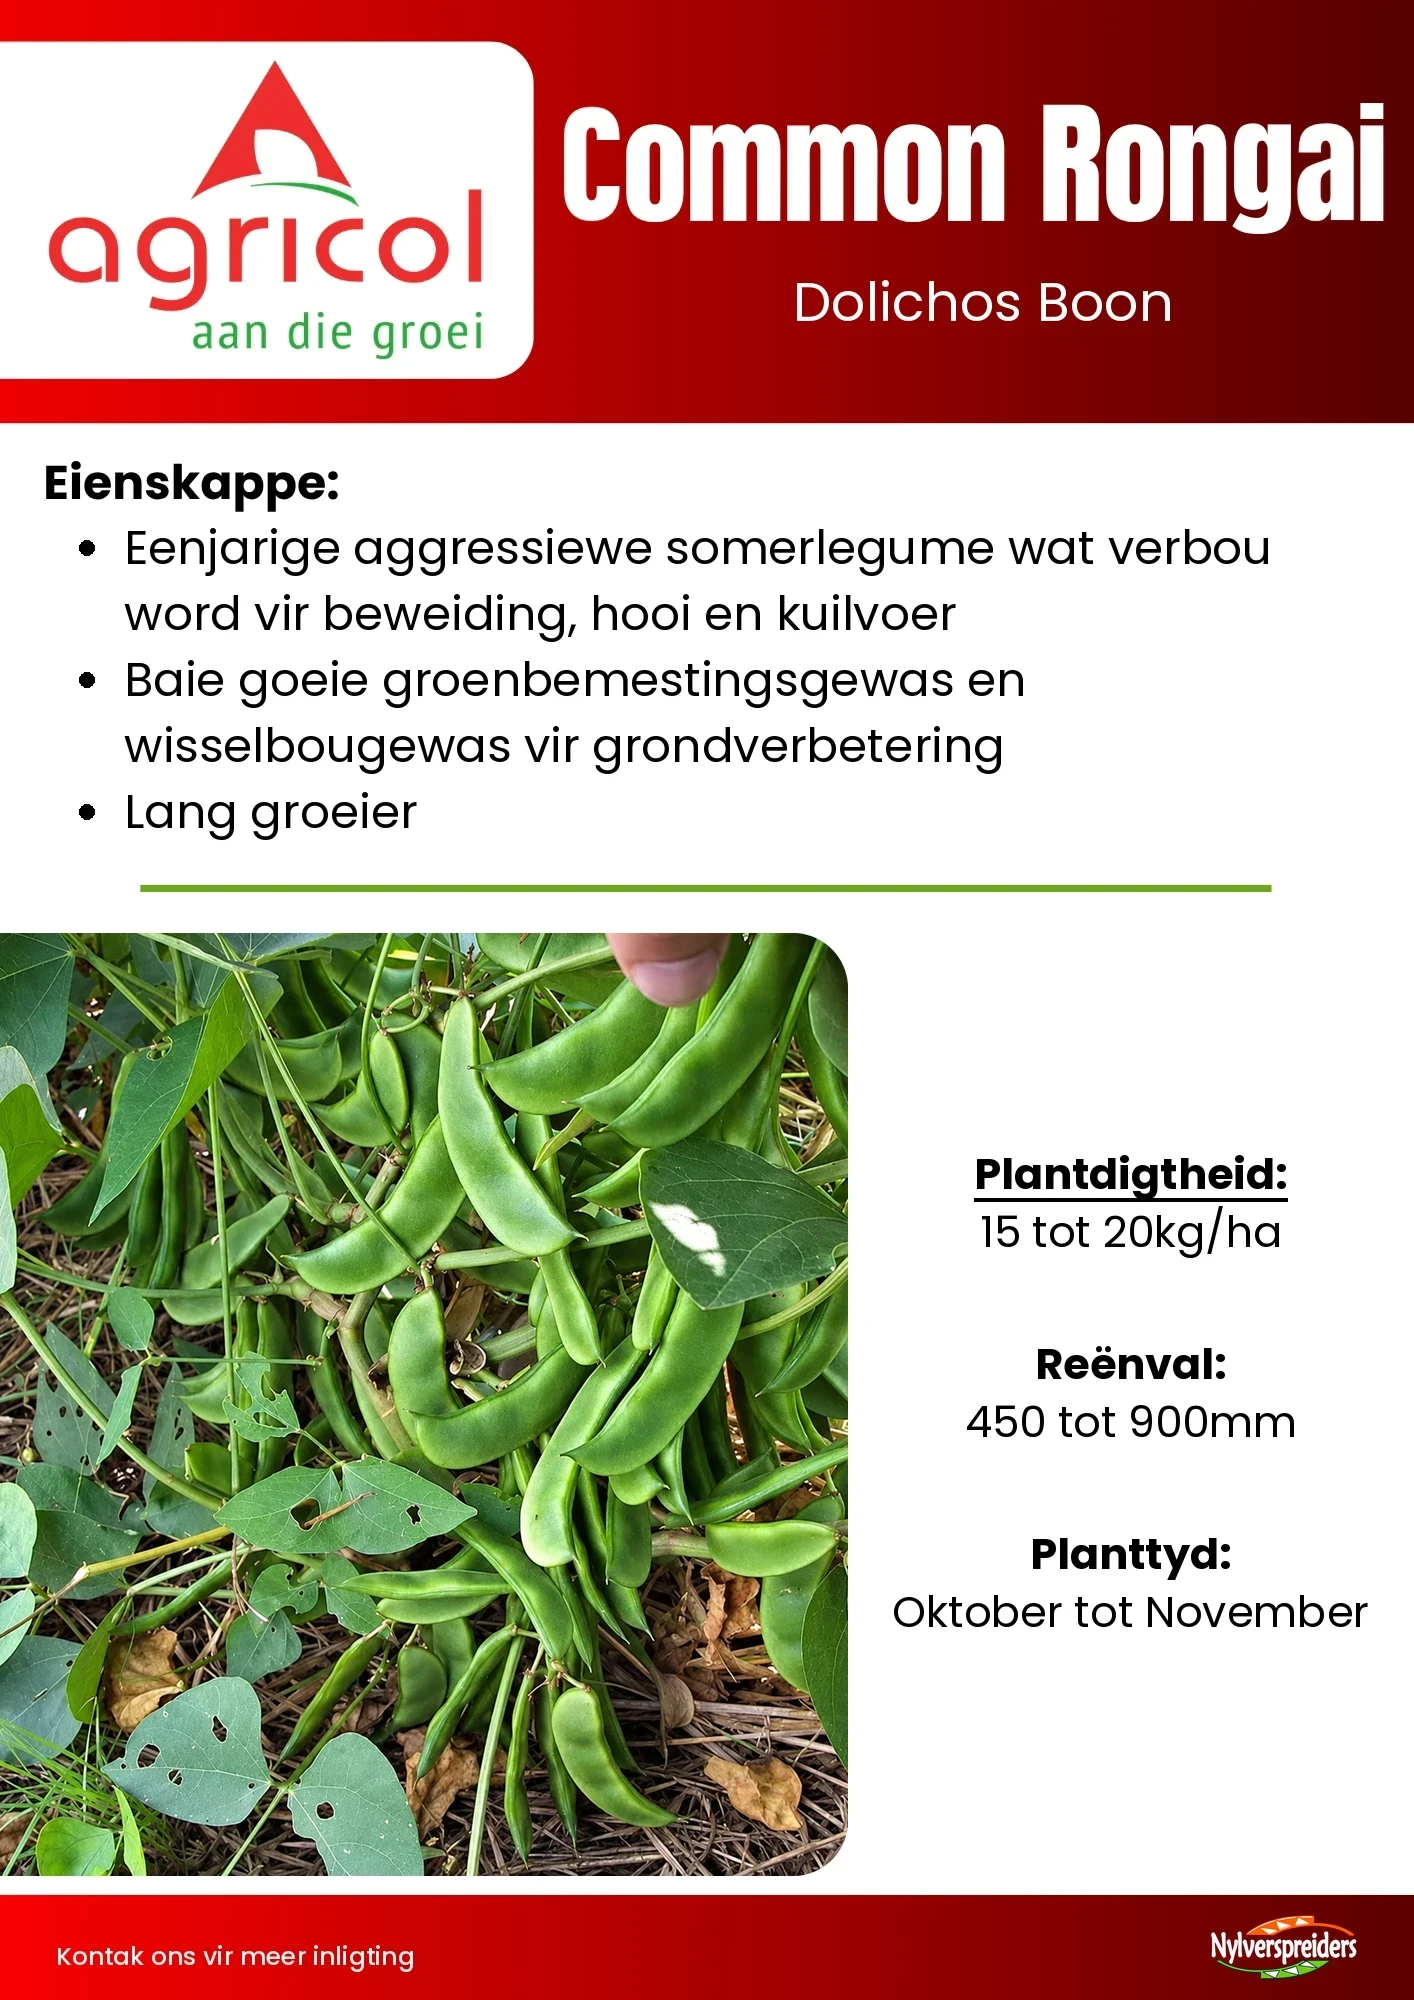 agricol
aan die groei
Common Rongai
Dolichos Boon
Eienskappe:
• Eenjarige aggressiewe somerlegume wat verbou
word vir beweiding, hooi en kuilvoer
• Baie goeie groenbemestingsgewas en
wisselbougewas vir grondverbetering
• Lang groeier
Plantdigtheid:
15 tot 20kg/ha
Reënval:
450 tot 900mm
Planttyd:
Oktober tot November
Kontak ons vir meer inligting
Nylverspreiders